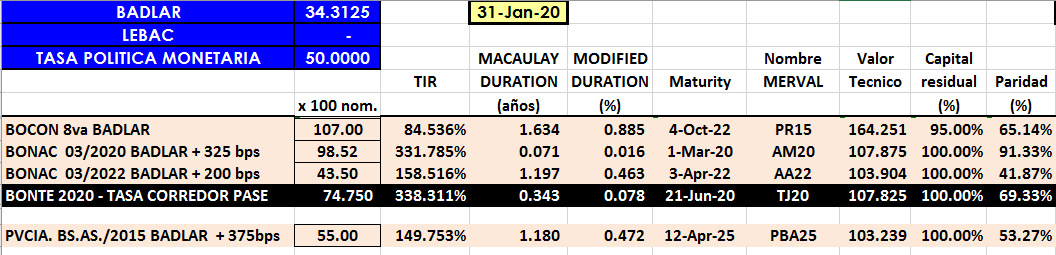 BADLAR 34.3125 31-Jan-20
LEBAC -
TASA POLITICA MONETARIA 50.0000 MACAULAY MODIFIED Nombre Valor Capital
TIR DURATION DURATION Maturity MERVAL Tecnico residual Paridad
x 100 nom. (años) (%) (%) (%)
BOCON 8va BADLAR 107.00 84.536% 1.634 0.885 4-Oct-22 PR15 164.251 95.00% 65.14%
BONAC 03/2020 BADLAR + 325 bps 98.52 331.785% 0.071 0.016 1-Mar-20 AM20 107.875 100.00% 91.33%
BONAC 03/2022 BADLAR + 200 bps 43.50 158.516% 1.197 0.463 3-Apr-22 AA22 103.904 100.00% 41.87%
BONTE 2020 - TASA CORREDOR PASE 74.750 338.311% 0.343 0.078 21-Jun-20 TJ20 107.825 100.00% 69.33%
PVCIA. BS.AS./2015 BADLAR + 375bps 55.00 149.753% 1.180 0.472 12-Apr-25 PBA25 103.239 100.00% 53.27%